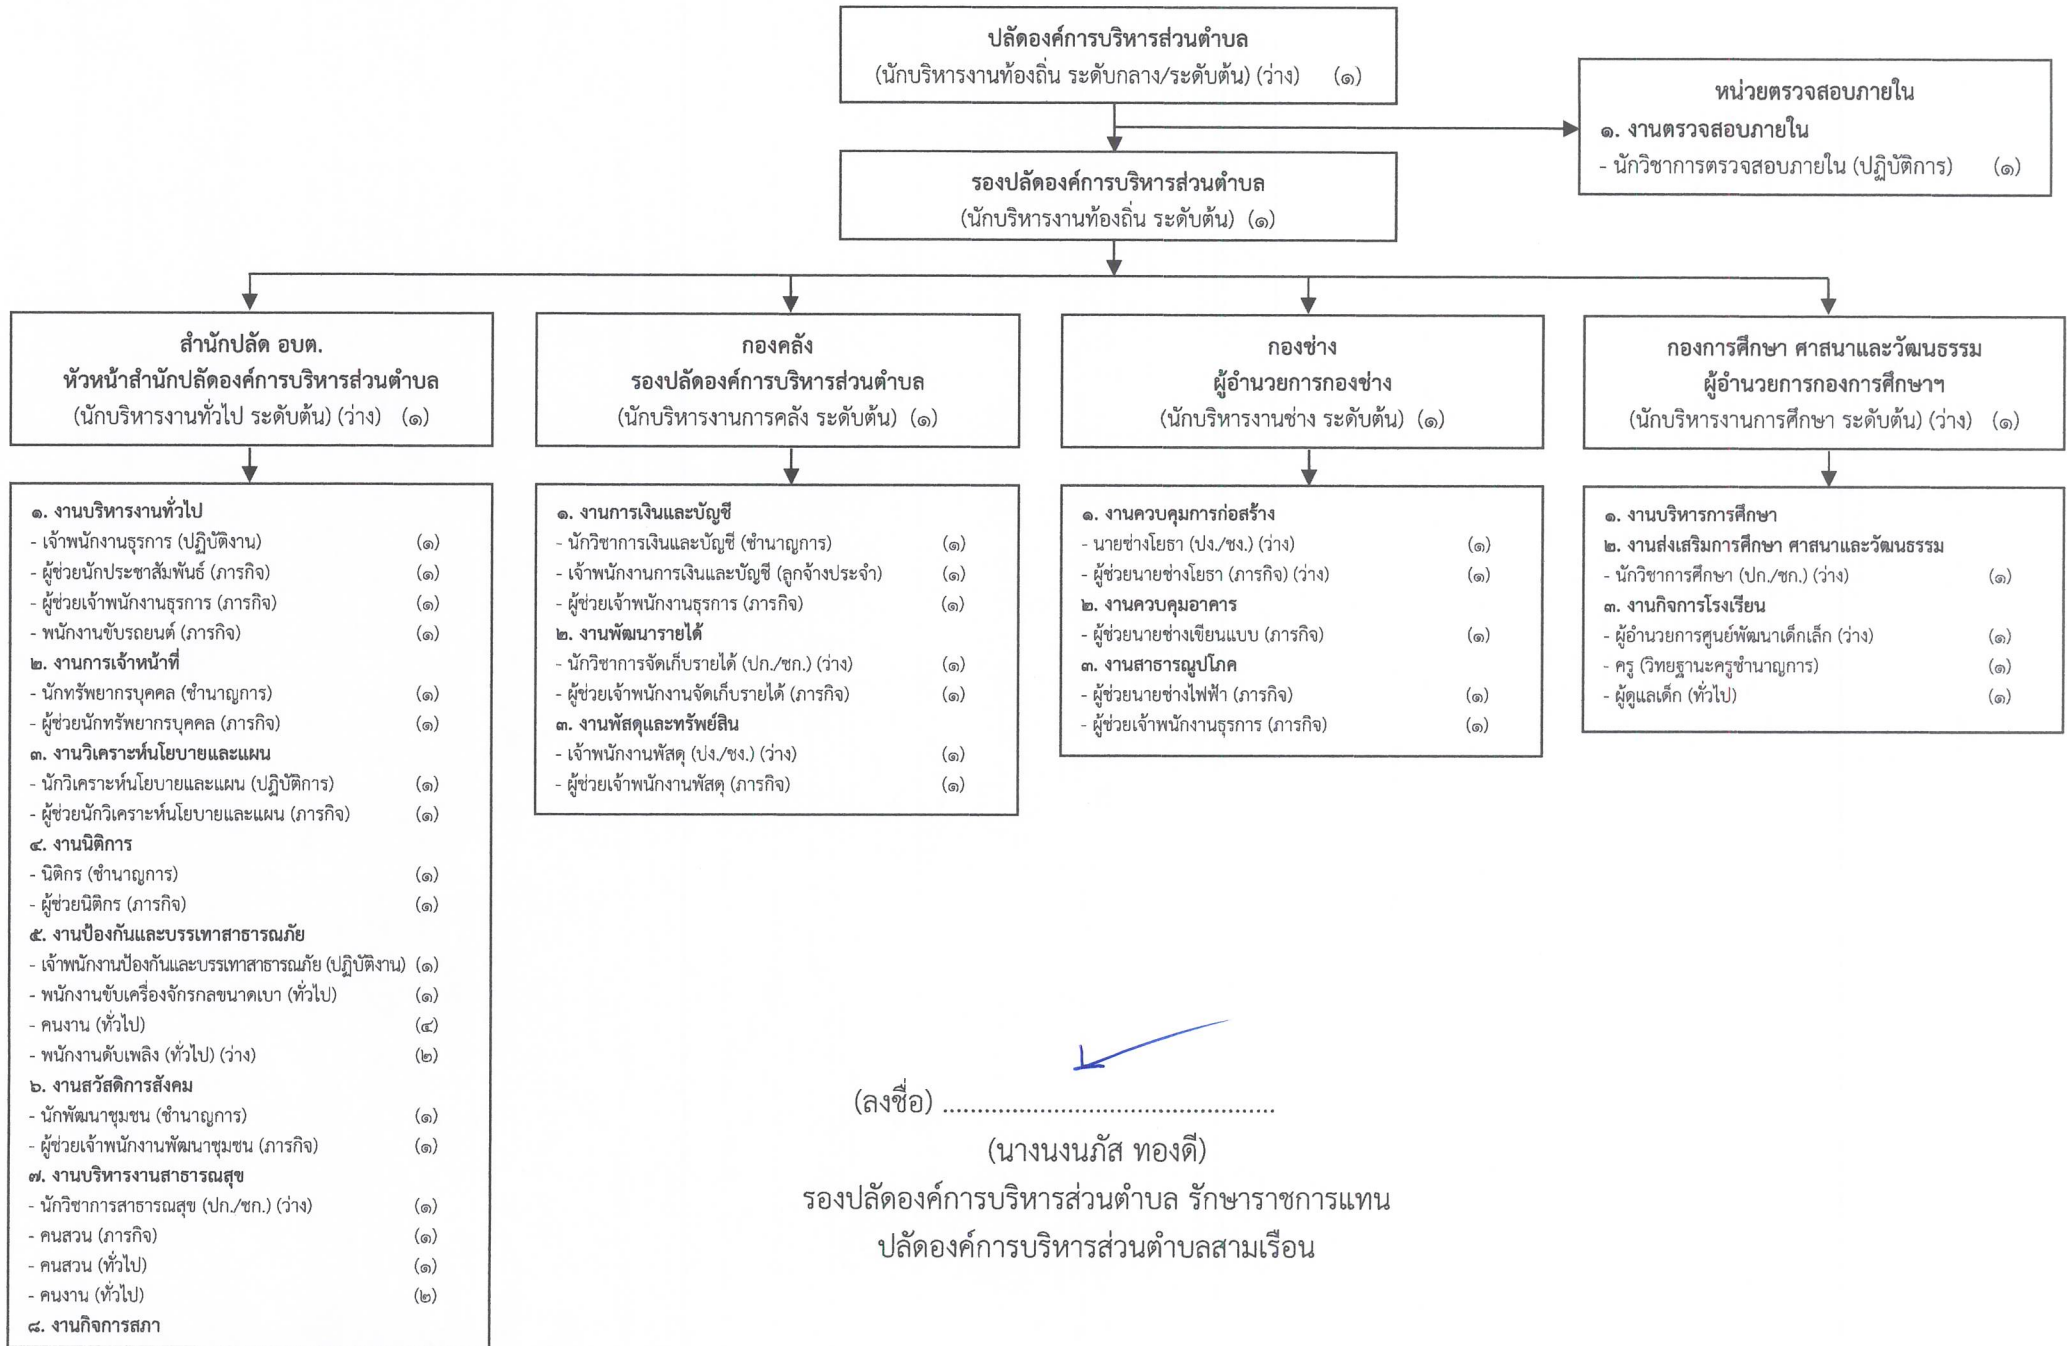 ปลัดองค์การบริหารส่วนตำบล
(นักบริหารงานท้องถิ่น ระดับกลาง/ระดับต้น) (ว่าง) (๑)
หน่วยตรวจสอบภายใน
๑. งานตรวจสอบภายใน
- นักวิชาการตรวจสอบภายใน (ปฏิบัติการ) (๑)
รองปลัดองค์การบริหารส่วนตำบล
(นักบริหารงานท้องถิ่น ระดับต้น) (๑)
สำนักปลัด อบต.
หัวหน้าสำนักปลัดองค์การบริหารส่วนตำบล
(นักบริหารงานทั่วไป ระดับต้น) (ว่าง) (๑)
กองคลัง
รองปลัดองค์การบริหารส่วนตำบล
(นักบริหารงานการคลัง ระดับต้น) (๑)
กองช่าง
ผู้อำนวยการกองช่าง
(นักบริหารงานช่าง ระดับต้น) (๑)
กองการศึกษา ศาสนาและวัฒนธรรม
ผู้อำนวยการกองการศึกษาฯ
(นักบริหารงานการศึกษา ระดับต้น) (ว่าง) (๑)
๑. งานบริหารงานทั่วไป
- เจ้าพนักงานธุรการ (ปฏิบัติงาน) (๑)
- ผู้ช่วยนักประชาสัมพันธ์ (ภารกิจ) (๑)
- ผู้ช่วยเจ้าพนักงานธุรการ (ภารกิจ) (๑)
- พนักงานขับรถยนต์ (ภารกิจ) (๑)
๒. งานการเจ้าหน้าที่
- นักทรัพยากรบุคคล (ชำนาญการ) (๑)
- ผู้ช่วยนักทรัพยากรบุคคล (ภารกิจ) (๑)
๓. งานวิเคราะห์นโยบายและแผน
- นักวิเคราะห์นโยบายและแผน (ปฏิบัติการ) (๑)
- ผู้ช่วยนักวิเคราะห์นโยบายและแผน (ภารกิจ) (๑)
๔. งานนิติการ
- นิติกร (ชำนาญการ) (๑)
- ผู้ช่วยนิติกร (ภารกิจ) (๑)
๕. งานป้องกันและบรรเทาสาธารณภัย
- เจ้าพนักงานป้องกันและบรรเทาสาธารณภัย (ปฏิบัติงาน) (๑)
- พนักงานขับเครื่องจักรกลขนาดเบา (ทั่วไป) (๑)
- คนงาน (ทั่วไป) (๔)
- พนักงานดับเพลิง (ทั่วไป) (ว่าง) (๒)
๖. งานสวัสดิการสังคม
- นักพัฒนาชุมชน (ชำนาญการ) (๑)
- ผู้ช่วยเจ้าพนักงานพัฒนาชุมชน (ภารกิจ) (๑)
๗. งานบริหารงานสาธารณสุข
- นักวิชาการสาธารณสุข (ปก./ชก.) (ว่าง) (๑)
- คนสวน (ภารกิจ) (๑)
- คนสวน (ทั่วไป) (๑)
- คนงาน (ทั่วไป) (๒)
๘. งานกิจการสภา
๑. งานการเงินและบัญชี
- นักวิชาการเงินและบัญชี (ชำนาญการ) (๑)
- เจ้าพนักงานการเงินและบัญชี (ลูกจ้างประจำ) (๑)
- ผู้ช่วยเจ้าพนักงานธุรการ (ภารกิจ) (๑)
๒. งานพัฒนารายได้
- นักวิชาการจัดเก็บรายได้ (ปก./ชก.) (ว่าง) (๑)
- ผู้ช่วยเจ้าพนักงานจัดเก็บรายได้ (ภารกิจ) (๑)
๓. งานพัสดุและทรัพย์สิน
- เจ้าพนักงานพัสดุ (ปง./ชง.) (ว่าง) (๑)
- ผู้ช่วยเจ้าพนักงานพัสดุ (ภารกิจ) (๑)
๑. งานควบคุมการก่อสร้าง
- นายช่างโยธา (ปง./ชง.) (ว่าง) (๑)
- ผู้ช่วยนายช่างโยธา (ภารกิจ) (ว่าง) (๑)
๒. งานควบคุมอาคาร
- ผู้ช่วยนายช่างเขียนแบบ (ภารกิจ) (๑)
๓. งานสาธารณูปโภค
- ผู้ช่วยนายช่างไฟฟ้า (ภารกิจ) (๑)
- ผู้ช่วยเจ้าพนักงานธุรการ (ภารกิจ) (๑)
๑. งานบริหารการศึกษา
๒. งานส่งเสริมการศึกษา ศาสนาและวัฒนธรรม
- นักวิชาการศึกษา (ปก./ชก.) (ว่าง) (๑)
๓. งานกิจการโรงเรียน
- ผู้อำนวยการศูนย์พัฒนาเด็กเล็ก (ว่าง) (๑)
- ครู (วิทยฐานะครูชำนาญการ) (๑)
- ผู้ดูแลเด็ก (ทั่วไป) (๑)
(ลงชื่อ) ................................................
(นางนงนภัส ทองดี)
รองปลัดองค์การบริหารส่วนตำบล รักษาราชการแทน
ปลัดองค์การบริหารส่วนตำบลสามเรือน